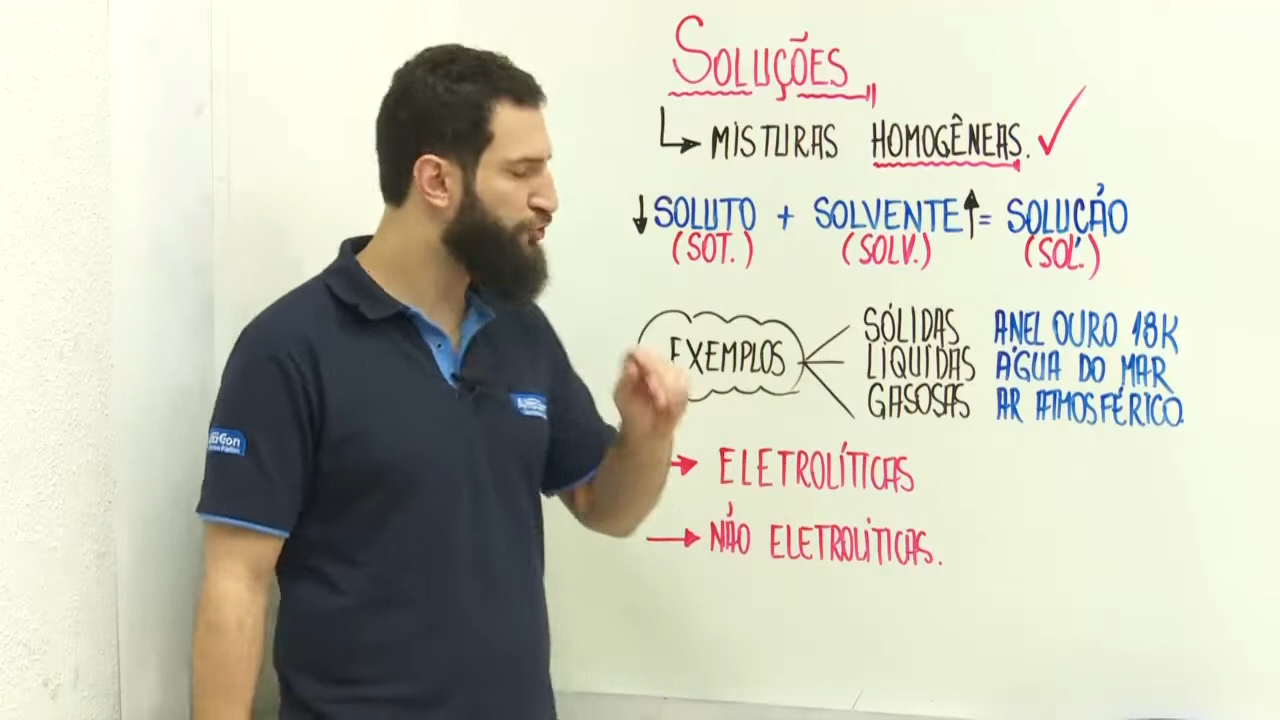 SOLUÇÕES
MISTURAS HOMOGÊNEAS.
SOLUTO + SOLVENTE = SOLUÇÃO
(SOT.) (SOLV.) (SOL.)
EXEMPLOS
SÓLIDAS ANEL OURO 18K
LÍQUIDAS ÁGUA DO MAR
GASOSAS AR ATMOSFÉRICO.
ELETROLÍTICAS
NÃO ELETROLÍTICAS.